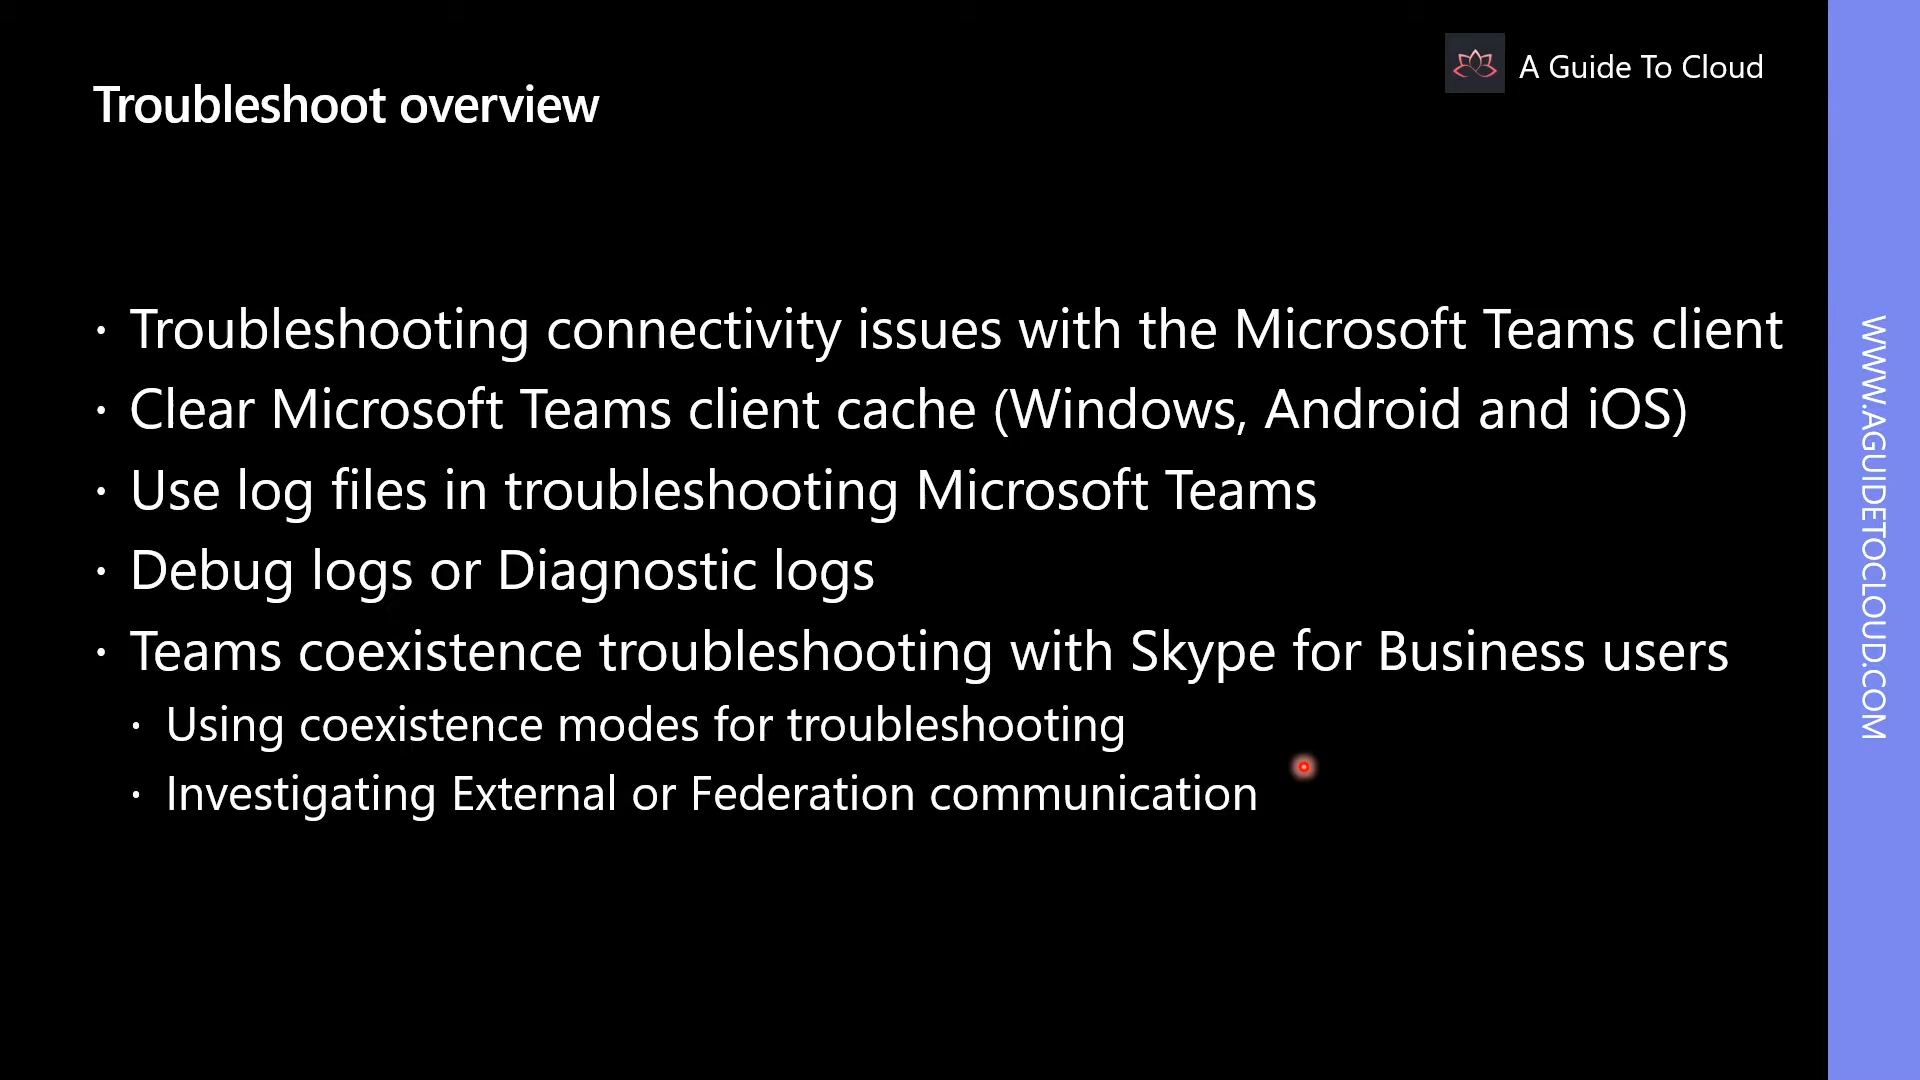 A Guide To Cloud
Troubleshoot overview
· Troubleshooting connectivity issues with the Microsoft Teams client
· Clear Microsoft Teams client cache (Windows, Android and iOS)
· Use log files in troubleshooting Microsoft Teams
· Debug logs or Diagnostic logs
· Teams coexistence troubleshooting with Skype for Business users
· Using coexistence modes for troubleshooting
· Investigating External or Federation communication
WWW.AGUIDETOCLOUD.COM